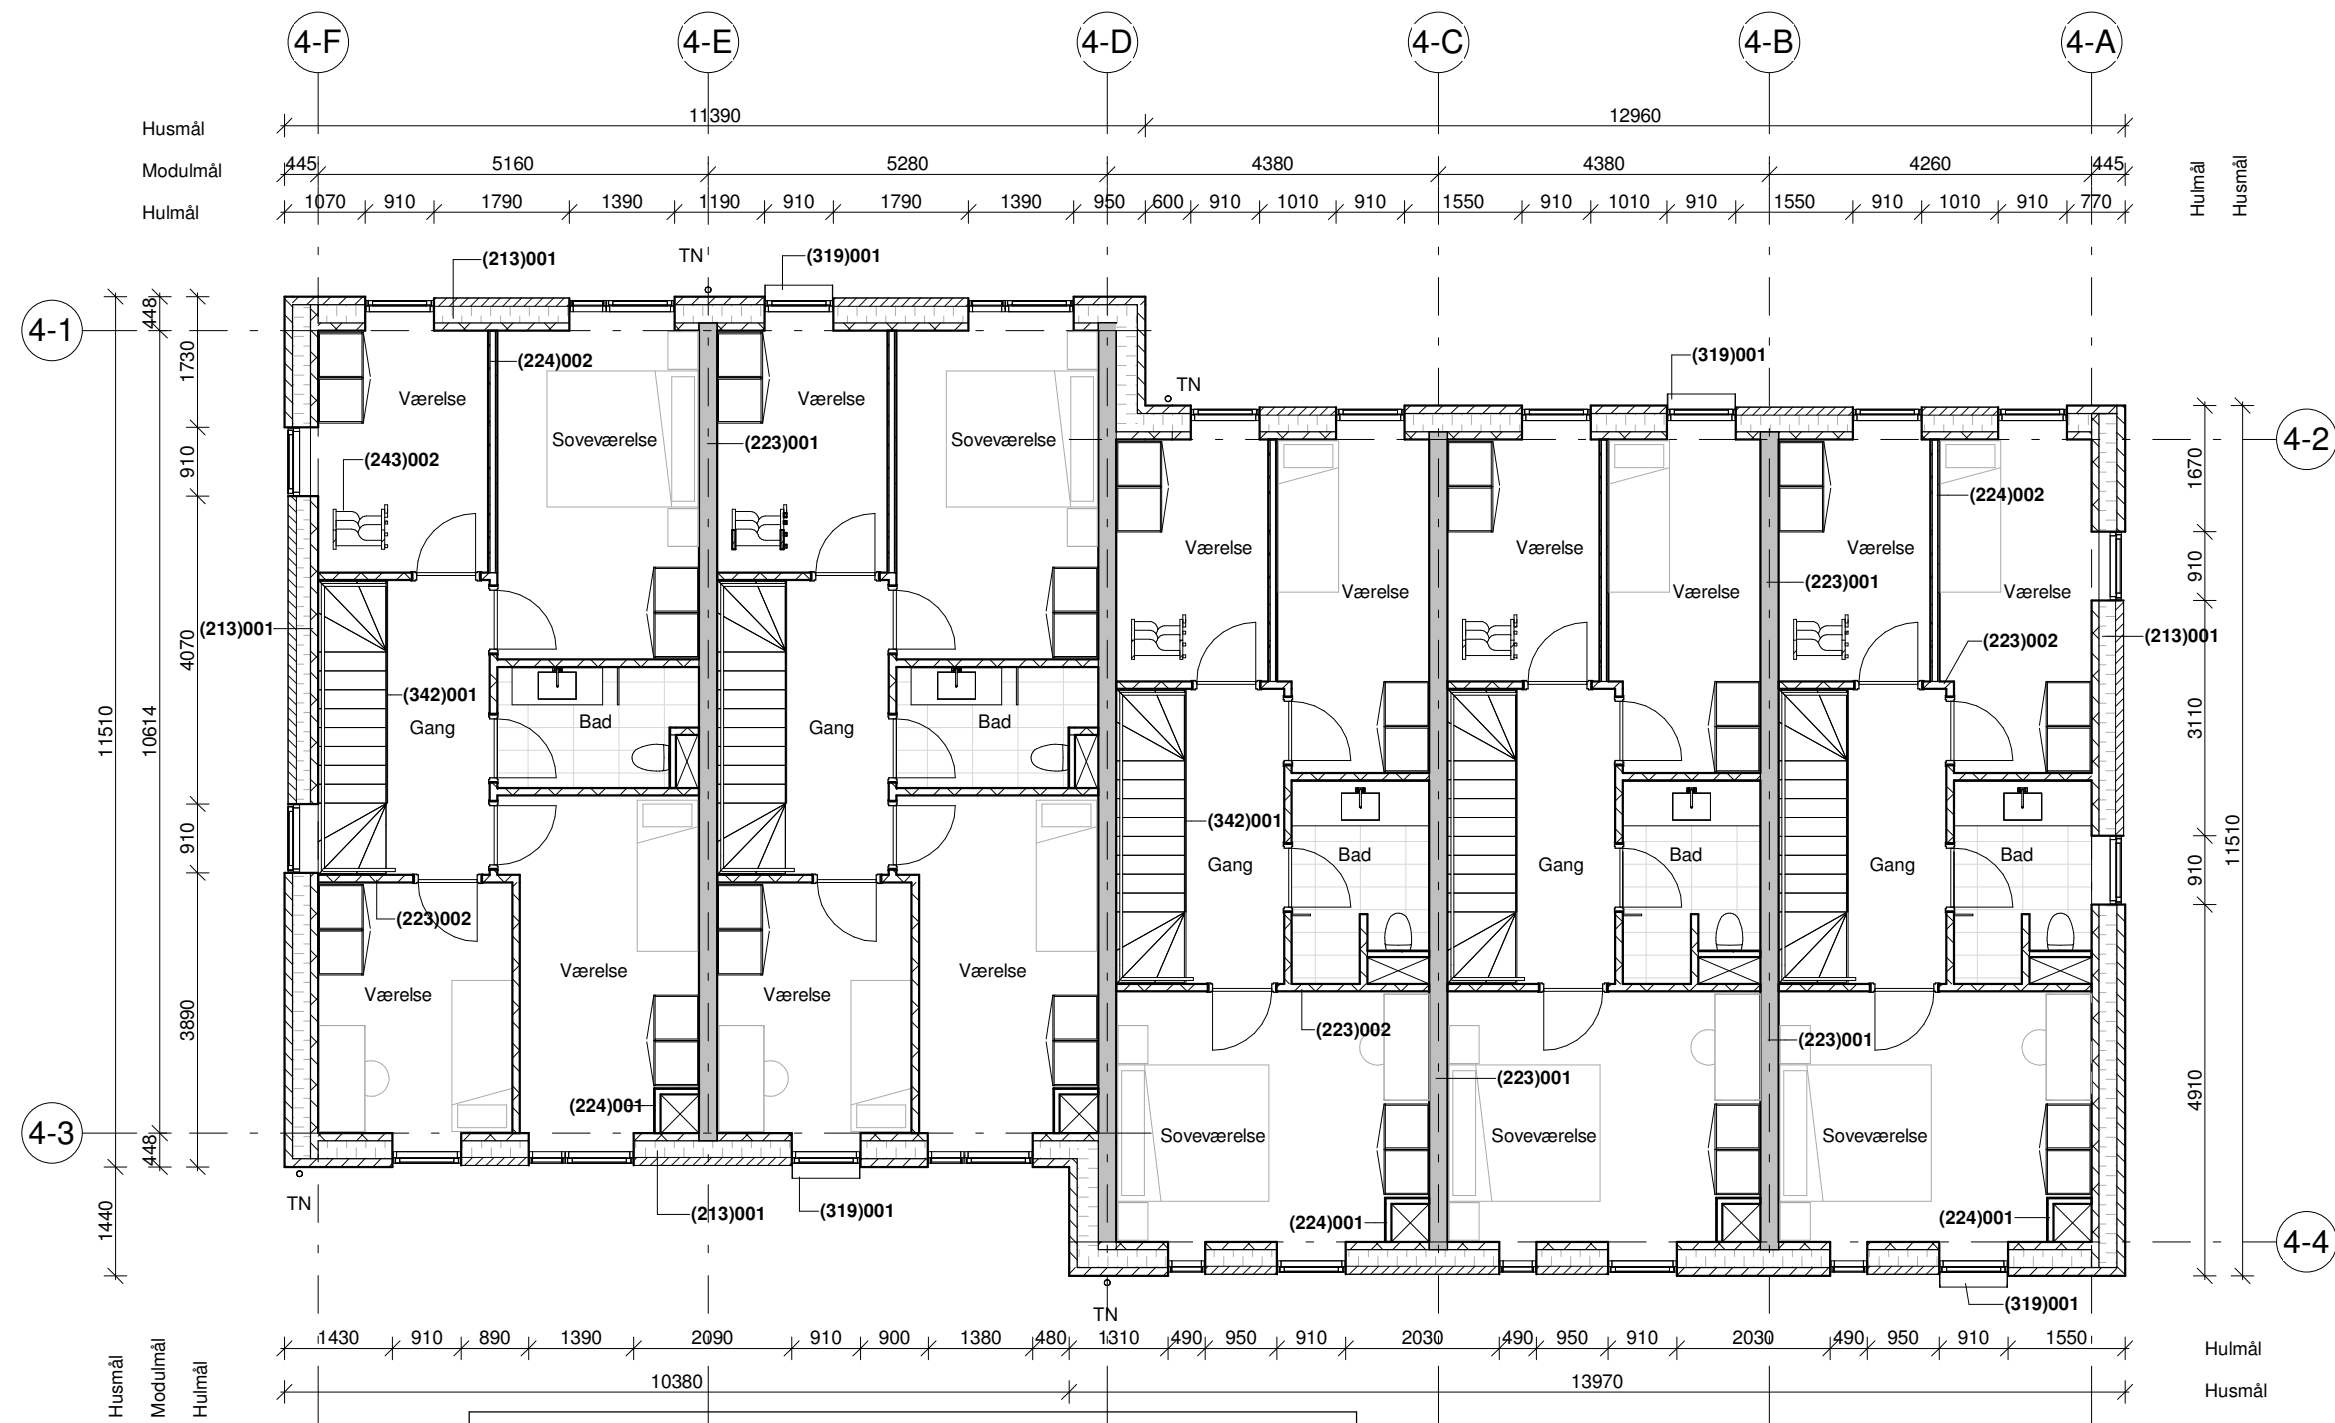 4-F 4-E 4-D 4-C 4-B 4-A
Husmål 11390 12960
Modulmål 445 5160 5280 4380 4380 4260 445
Hulmål 1070 910 1790 1390 1190 910 1790 1390 950 600 910 1010 910 1550 910 1010 910 1550 910 1010 910 770
Hulmål
Husmål
TN
(213)001
(319)001
4-1
448
1730
(224)002
(319)001
TN
Værelse
Værelse
Soveværelse
(223)001
Soveværelse
4-2
(243)002
910
1670
(224)002
Værelse
Værelse
Værelse
Værelse
Værelse
Værelse
910
(223)001
(213)001
4070
(213)001
(223)002
(342)001
Gang
Bad
Gang
Bad
11510
10614
3110
910
(342)001
11510
Gang
Bad
Gang
Bad
Gang
Bad
910
(223)002
Værelse
Værelse
Værelse
Værelse
3890
(223)002
(223)001
(223)001
4910
(224)001
4-3
Soveværelse
Soveværelse
Soveværelse
448
TN
(213)001
(319)001
(224)001
(224)001
1440
4-4
(319)001
TN
1430 910 890 1390 2090 910 900 1380 480 1310 490 950 910 2030 490 950 910 2030 490 950 910 1550
Hulmål
10380 13970
Husmål
Husmål
Modulmål
Hulmål